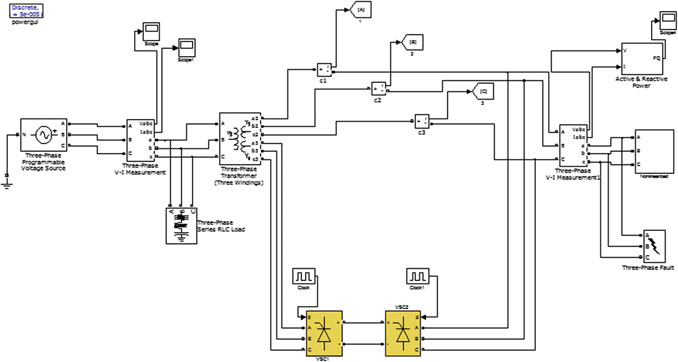 Discrete,
= 5e-005 s
powergui
Scope
Scope1
[A]
1
[B]
2
[C]
3
c1
c2
c3
Scope4
V
I
PQ
Active & Reactive
Power
N
A
B
C
Three-Phase
Programmable
Voltage Source
A
B
C
Vabc
Iabc
a
b
c
Three-Phase
V-I Measurement
A
B
C
Yg
Yg
a2
b2
c2
a3
b3
c3
Three-Phase
Transformer
(Three Windings)
A
B
C
Three-Phase
Series RLC Load
A
B
C
Vabc
Iabc
a
b
c
Three-Phase
V-I Measurement1
A
B
C
A
B
C
Three-Phase Fault
Clock
Clock1
A
B
C
VSC1
VSC2
A
B
C